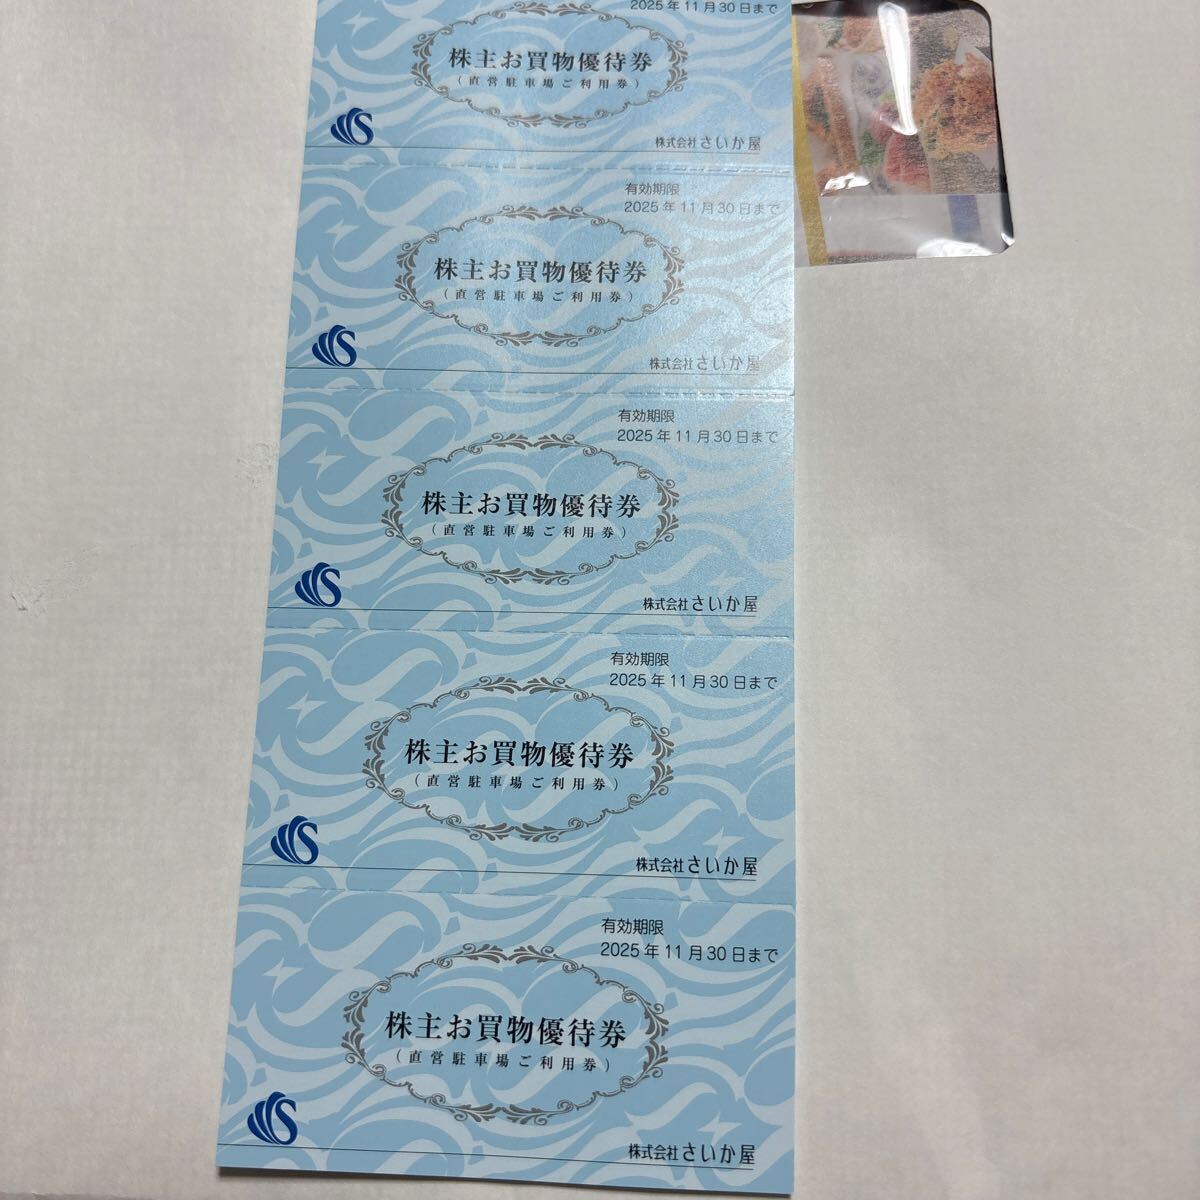 2025年11月30日まで
株主お買物優待券
(直営駐車場ご利用券)
S
株式会社さいか屋
有効期限
2025年11月30日まで
株主お買物優待券
(直営駐車場ご利用券)
S
株式会社さいか屋
有効期限
2025年11月30日まで
株主お買物優待券
(直営駐車場ご利用券)
S
株式会社さいか屋
有効期限
2025年11月30日まで
株主お買物優待券
(直営駐車場ご利用券)
S
株式会社さいか屋
有効期限
2025年11月30日まで
株主お買物優待券
(直営駐車場ご利用券)
S
株式会社さいか屋